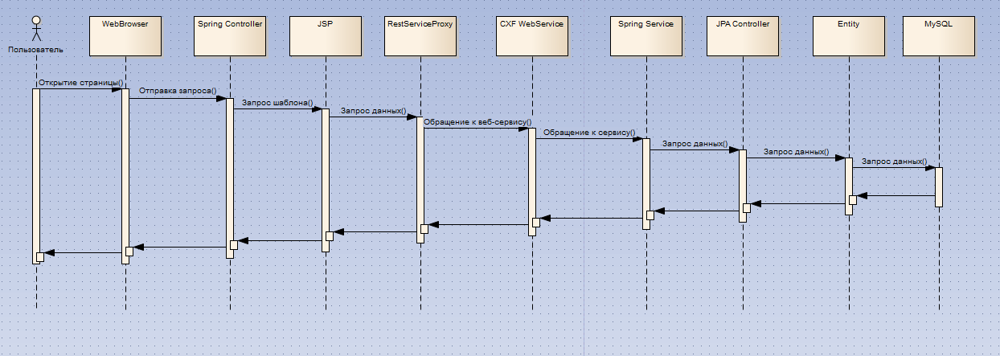 WebBrowser
Spring Controller
JSP
RestServiceProxy
CXF WebService
Spring Service
JPA Controller
Entity
MySQL
Пользователь
Открытие страницы()
Отправка запроса()
Запрос шаблона()
Запрос данных()
Обращение к веб-сервису()
Обращение к сервису()
Запрос данных()
Запрос данных()
Запрос данных()